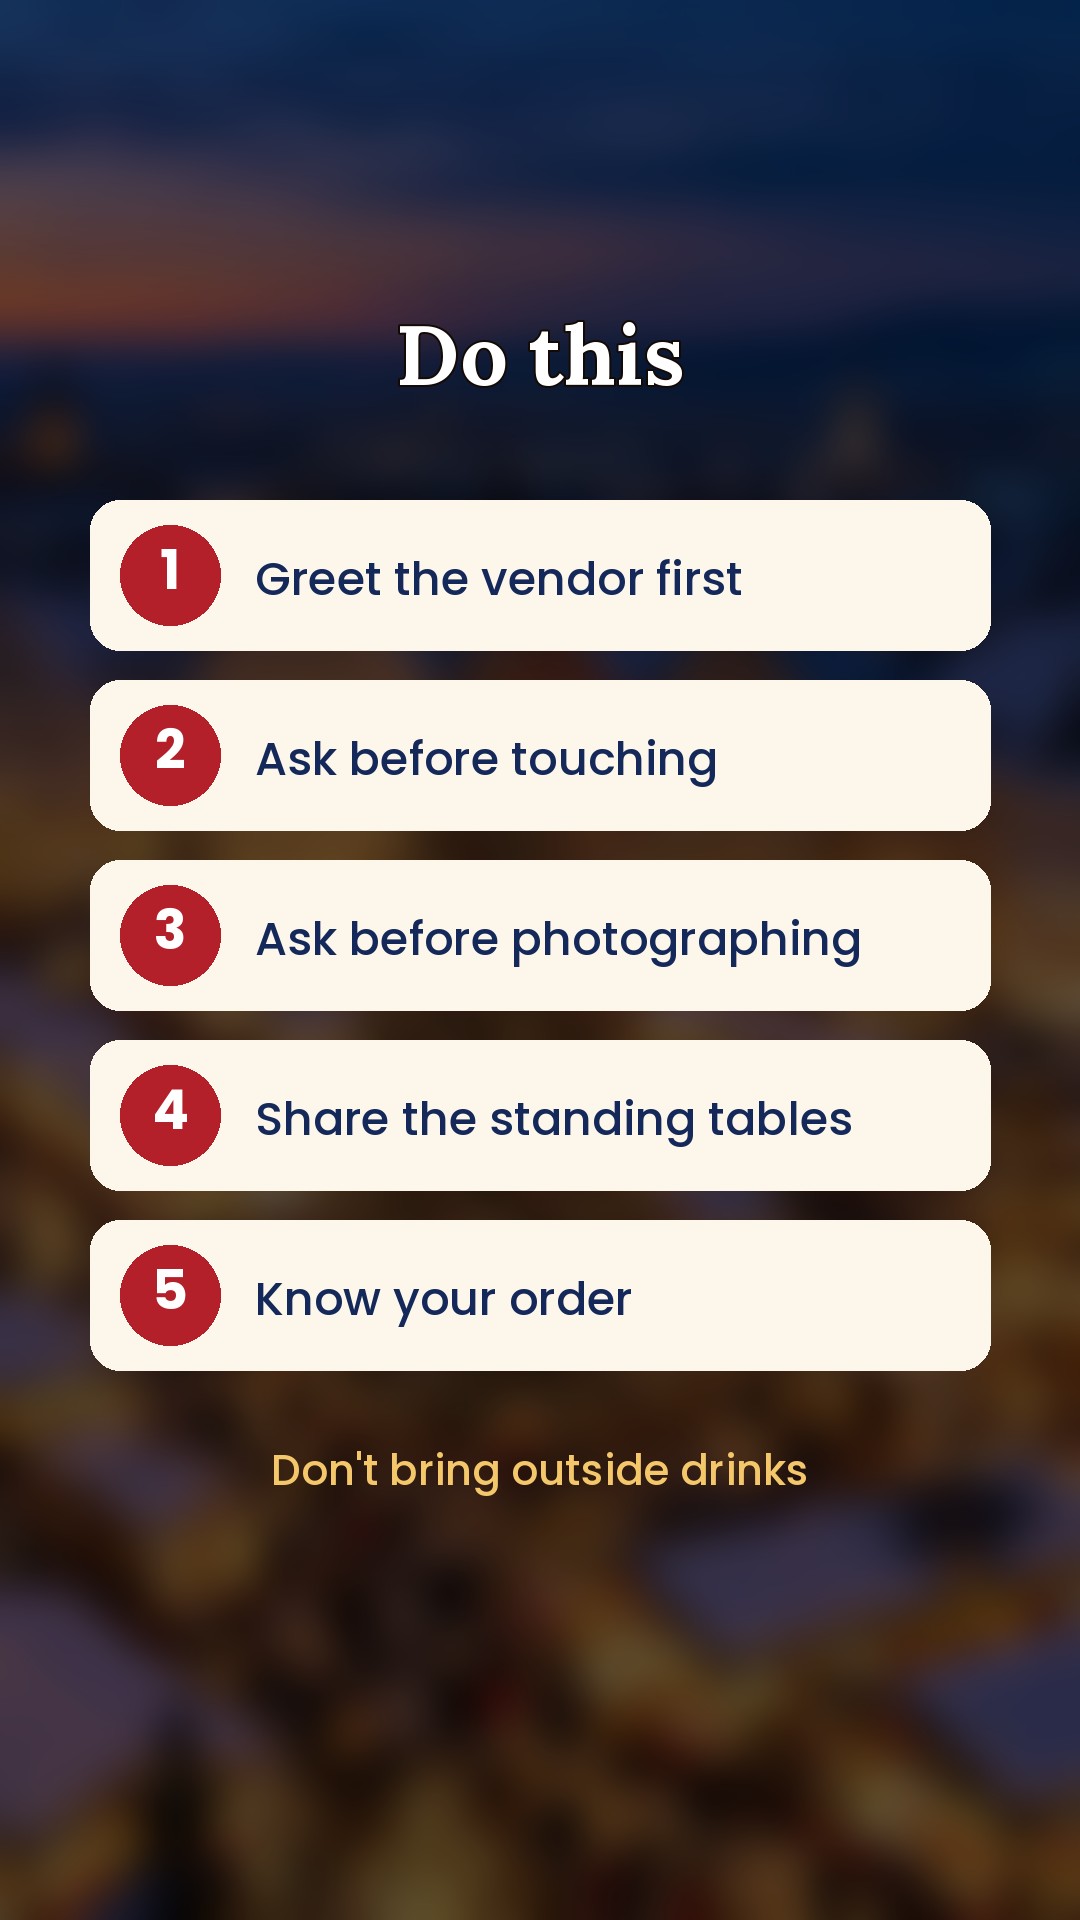 Do this
1 Greet the vendor first
2 Ask before touching
3 Ask before photographing
4 Share the standing tables
5 Know your order
Don't bring outside drinks